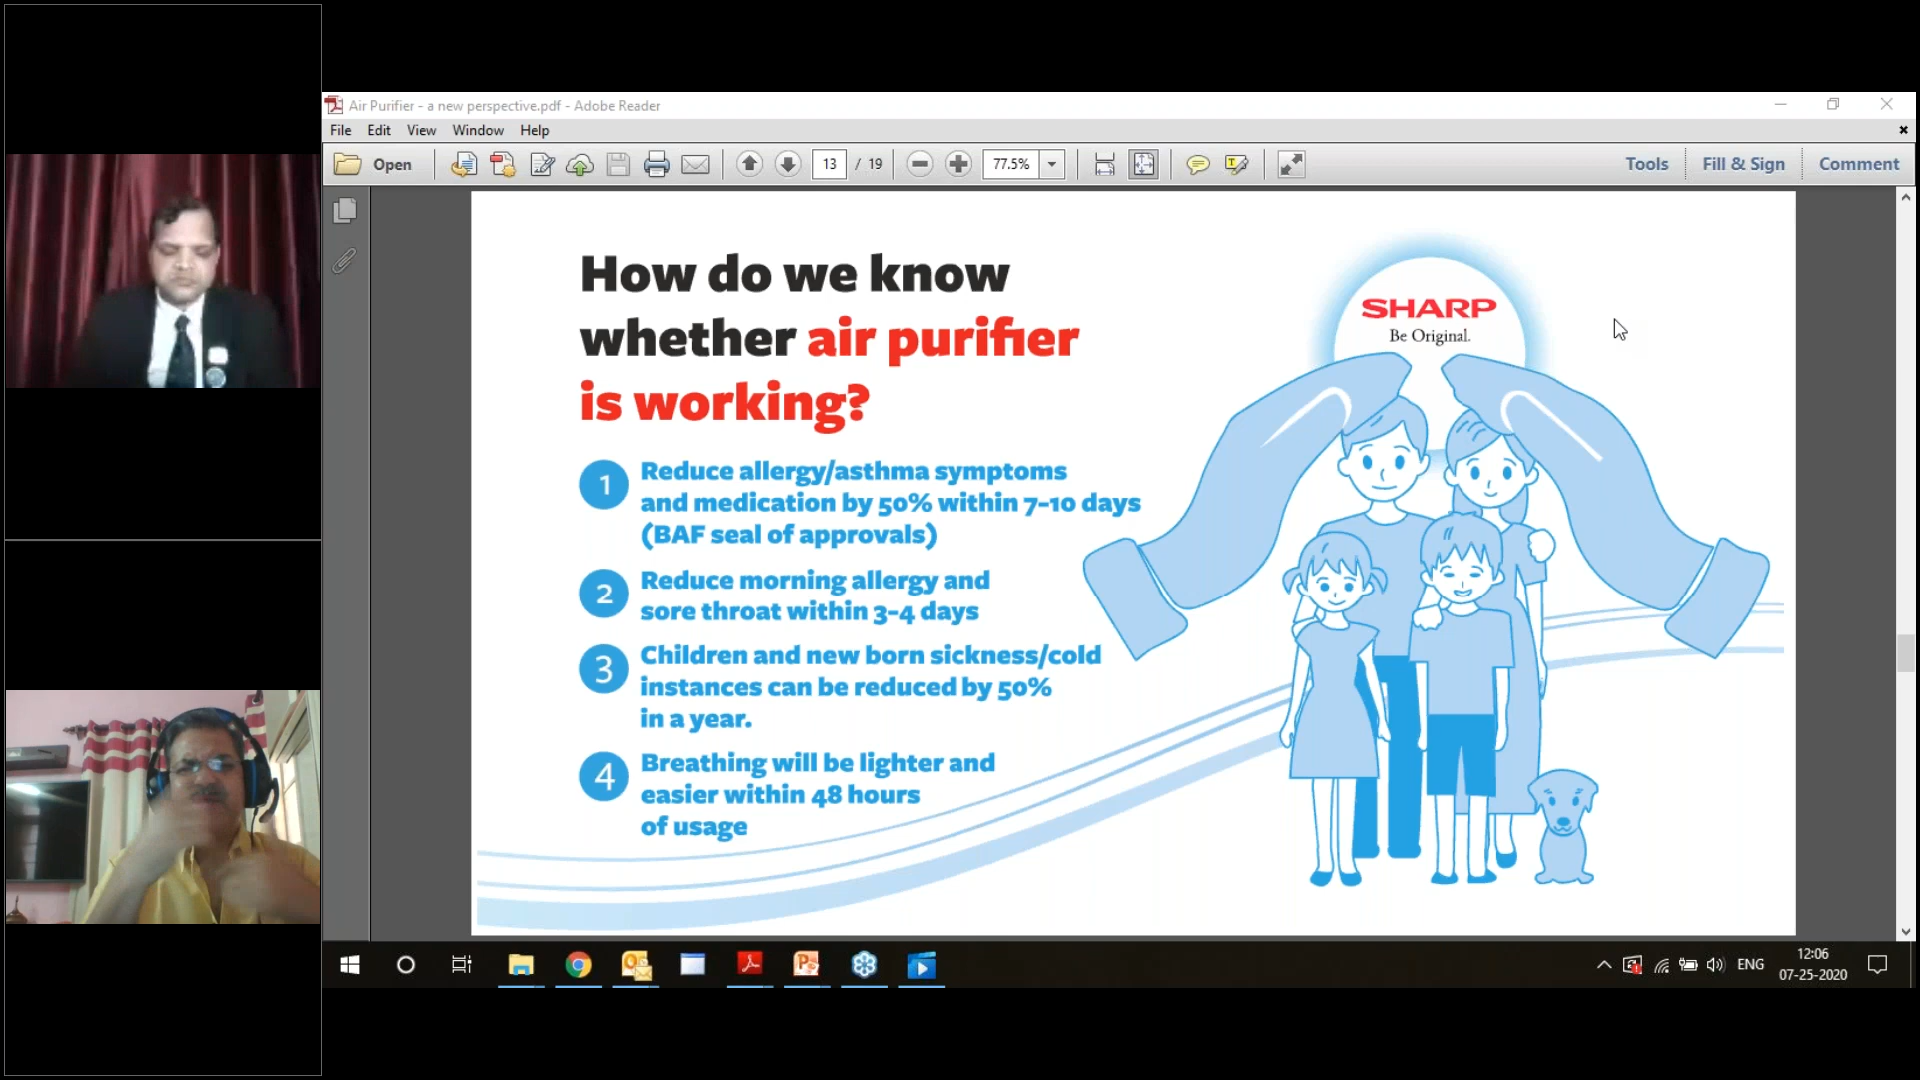 Air Purifier - a new perspective.pdf - Adobe Reader
File Edit View Window Help
Open 13 / 19 77.5% Tools Fill & Sign Comment
How do we know
whether air purifier
is working?
SHARP
Be Original.
1 Reduce allergy/asthma symptoms
and medication by 50% within 7-10 days
(BAF seal of approvals)
2 Reduce morning allergy and
sore throat within 3-4 days
3 Children and new born sickness/cold
instances can be reduced by 50%
in a year.
4 Breathing will be lighter and
easier within 48 hours
of usage
ENG
12:06
07-25-2020